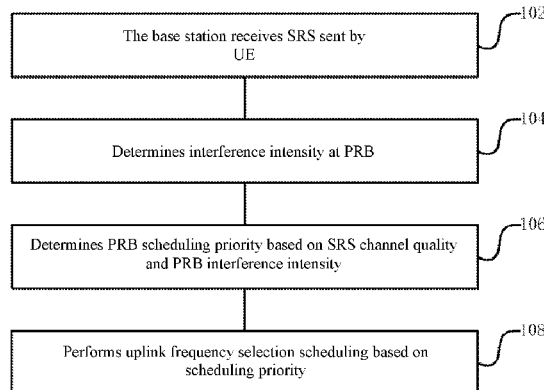 102
The base station receives SRS sent by
UE
104
Determines interference intensity at PRB
106
Determines PRB scheduling priority based on SRS channel quality
and PRB interference intensity
108
Performs uplink frequency selection scheduling based on
scheduling priority